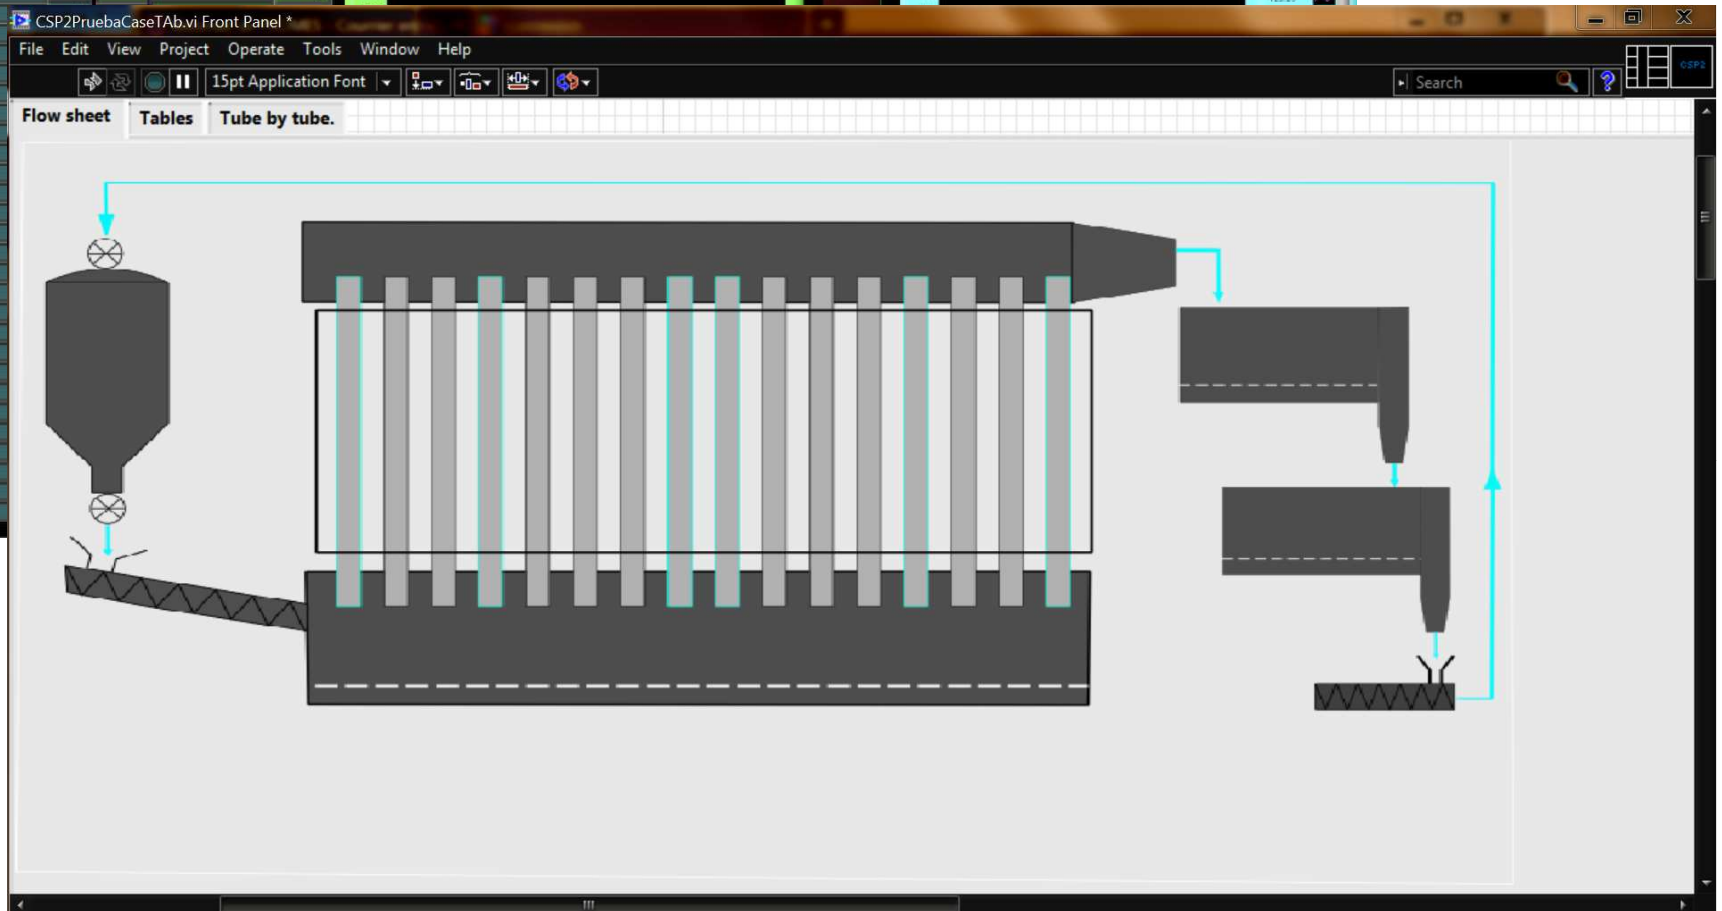 CSP2PruebaCaseTAb.vi Front Panel *
File Edit View Project Operate Tools Window Help
15pt Application Font
Search
?
CSP2
Flow sheet
Tables
Tube by tube.